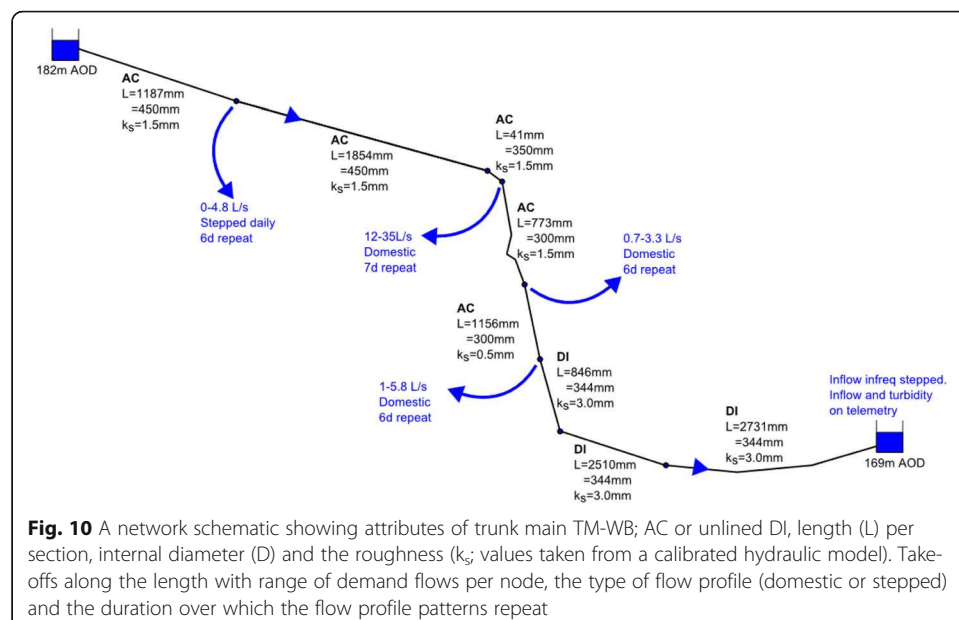 182m AOD
AC
L=1187mm
=450mm
kₛ=1.5mm
AC
L=1854mm
=450mm
kₛ=1.5mm
AC
L=41mm
=350mm
kₛ=1.5mm
0-4.8 L/s
Stepped daily
6d repeat
12-35L/s
Domestic
7d repeat
AC
L=773mm
=300mm
kₛ=1.5mm
0.7-3.3 L/s
Domestic
6d repeat
AC
L=1156mm
=300mm
kₛ=0.5mm
1-5.8 L/s
Domestic
6d repeat
DI
L=846mm
=344mm
kₛ=3.0mm
DI
L=2510mm
=344mm
kₛ=3.0mm
DI
L=2731mm
=344mm
kₛ=3.0mm
Inflow infreq stepped.
Inflow and turbidity
on telemetry
169m AOD
Fig. 10 A network schematic showing attributes of trunk main TM-WB; AC or unlined DI, length (L) per
section, internal diameter (D) and the roughness (kₛ; values taken from a calibrated hydraulic model). Take-
offs along the length with range of demand flows per node, the type of flow profile (domestic or stepped)
and the duration over which the flow profile patterns repeat